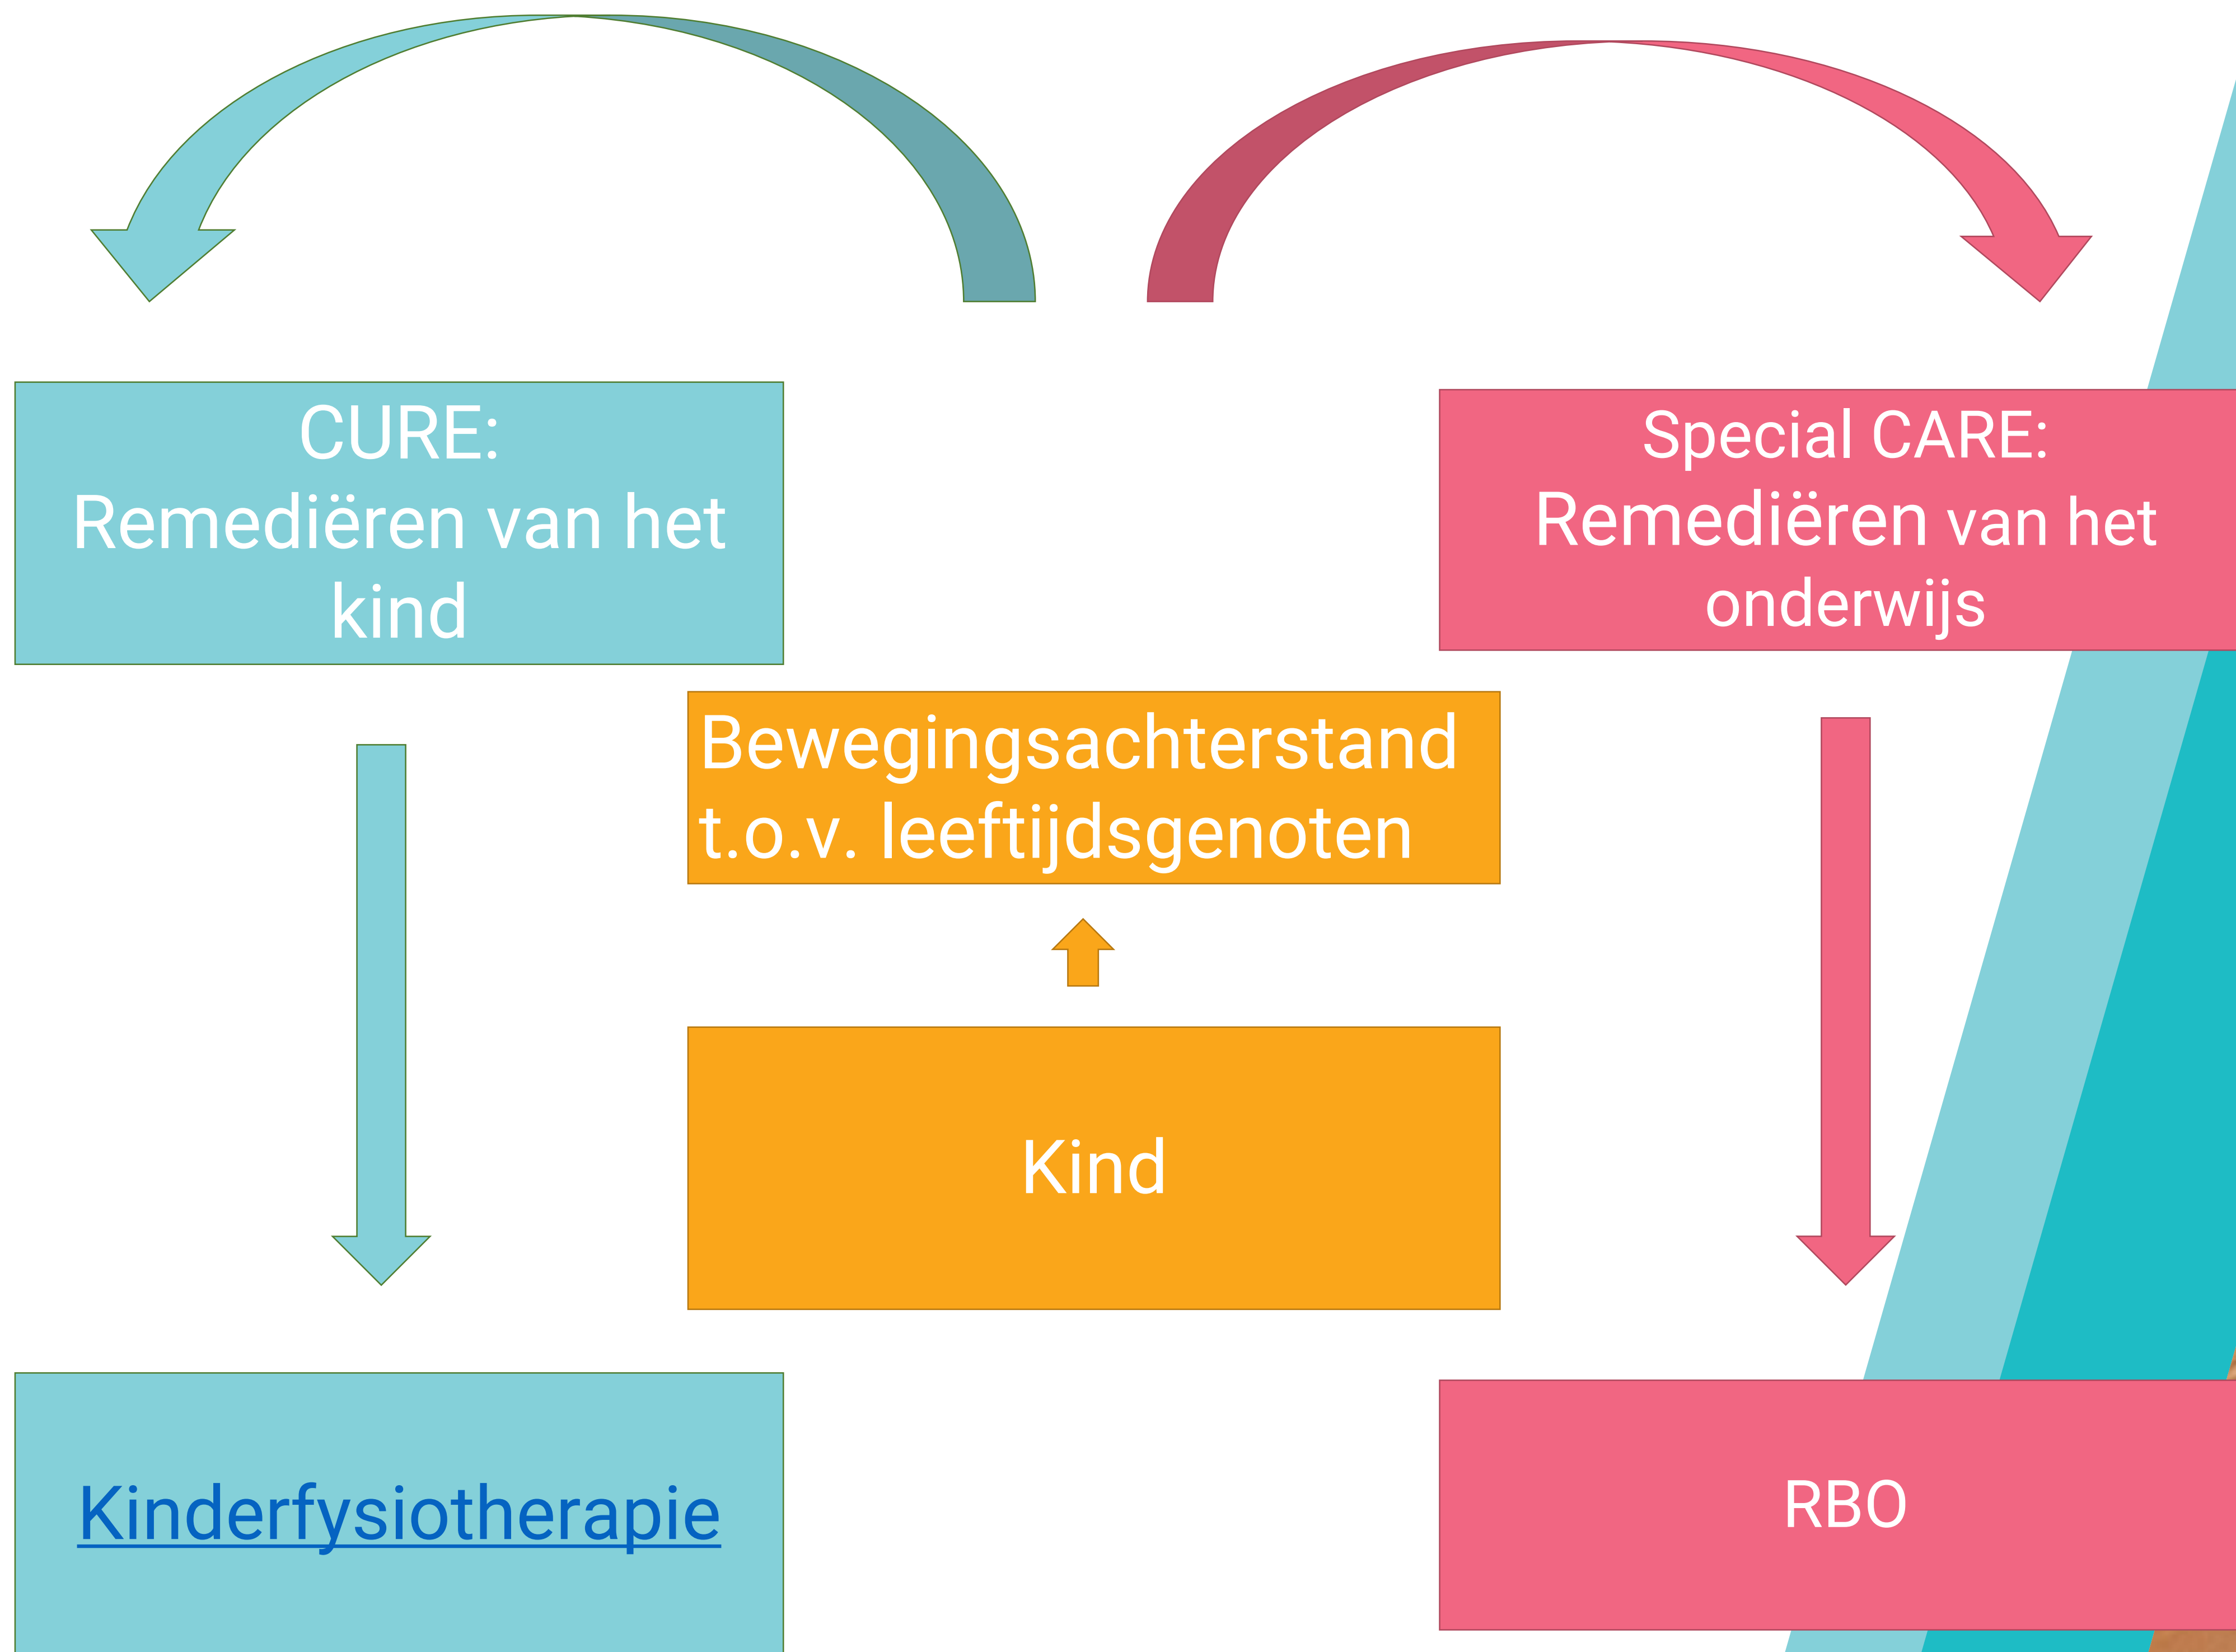 CURE:
Remediëren van het
kind
Special CARE:
Remediëren van het
onderwijs
Bewegingsachterstand
t.o.v. leeftijdsgenoten
Kind
Kinderfysiotherapie
RBO